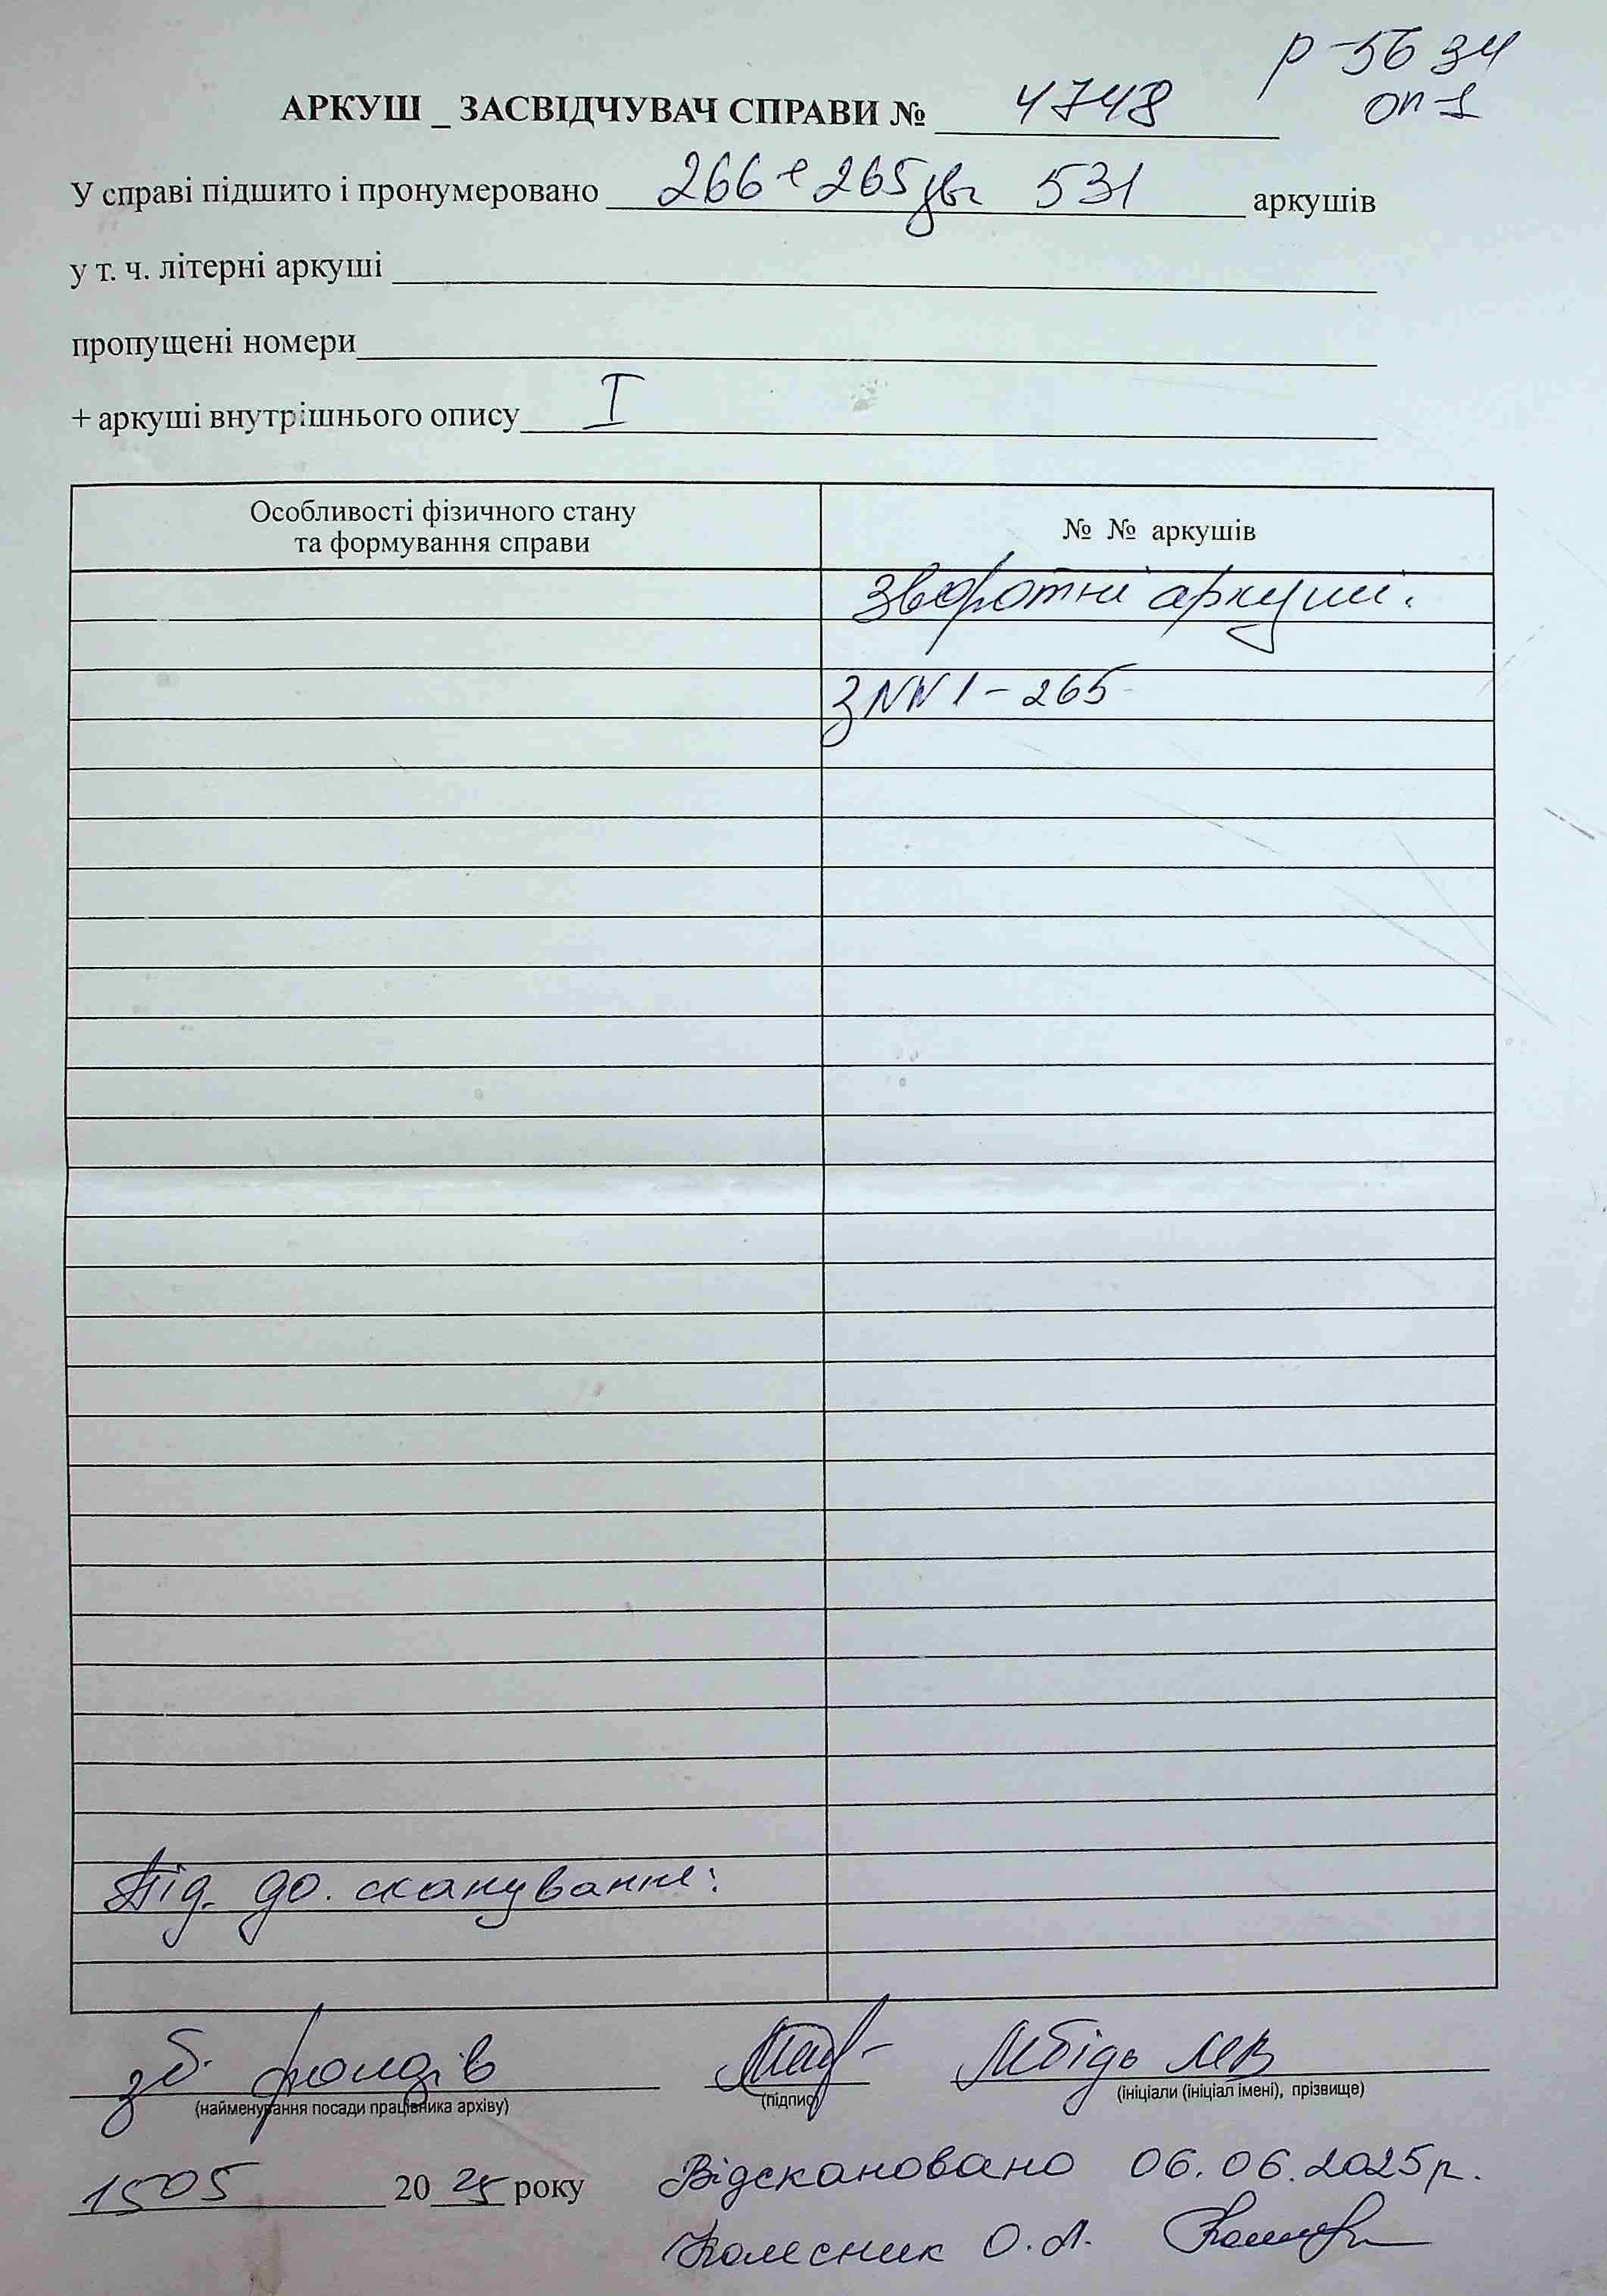 Р-5634
АРКУШ _ ЗАСВІДЧУВАЧ СПРАВИ № 4748 оп-1
У справі підшито і пронумеровано 266 + 265 зв. 531 аркушів
у т. ч. літерні аркуші
пропущені номери
+ аркуші внутрішнього опису I
Особливості фізичного стану
та формування справи
№ № аркушів
Зворотні аркуші:
з NN 1 - 265
Під. до. сканування:
зб. фондів
(найменування посади працівника архіву)
(підпис)
(ініціали (ініціал імені), прізвище)
1505 20 25 року
Відскановано 06.06.2025 р.
Колесник О.А.